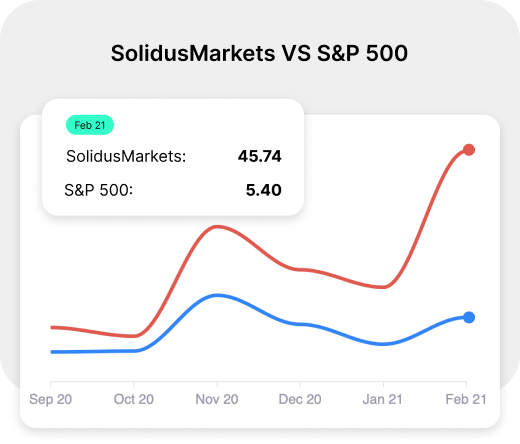 SolidusMarkets VS S&P 500
Feb 21
SolidusMarkets: 45.74
S&P 500: 5.40
Sep 20 Oct 20 Nov 20 Dec 20 Jan 21 Feb 21